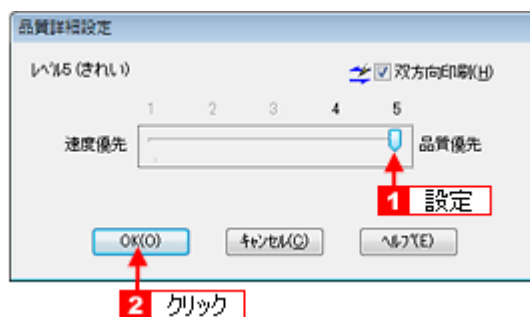 品質詳細設定
ﾚﾍﾞﾙ5 (きれい)
双方向印刷(H)
1 2 3 4 5
速度優先 品質優先
1 設定
OK(O) ｷｬﾝｾﾙ(C) ﾍﾙﾌﾟ(E)
2 クリック